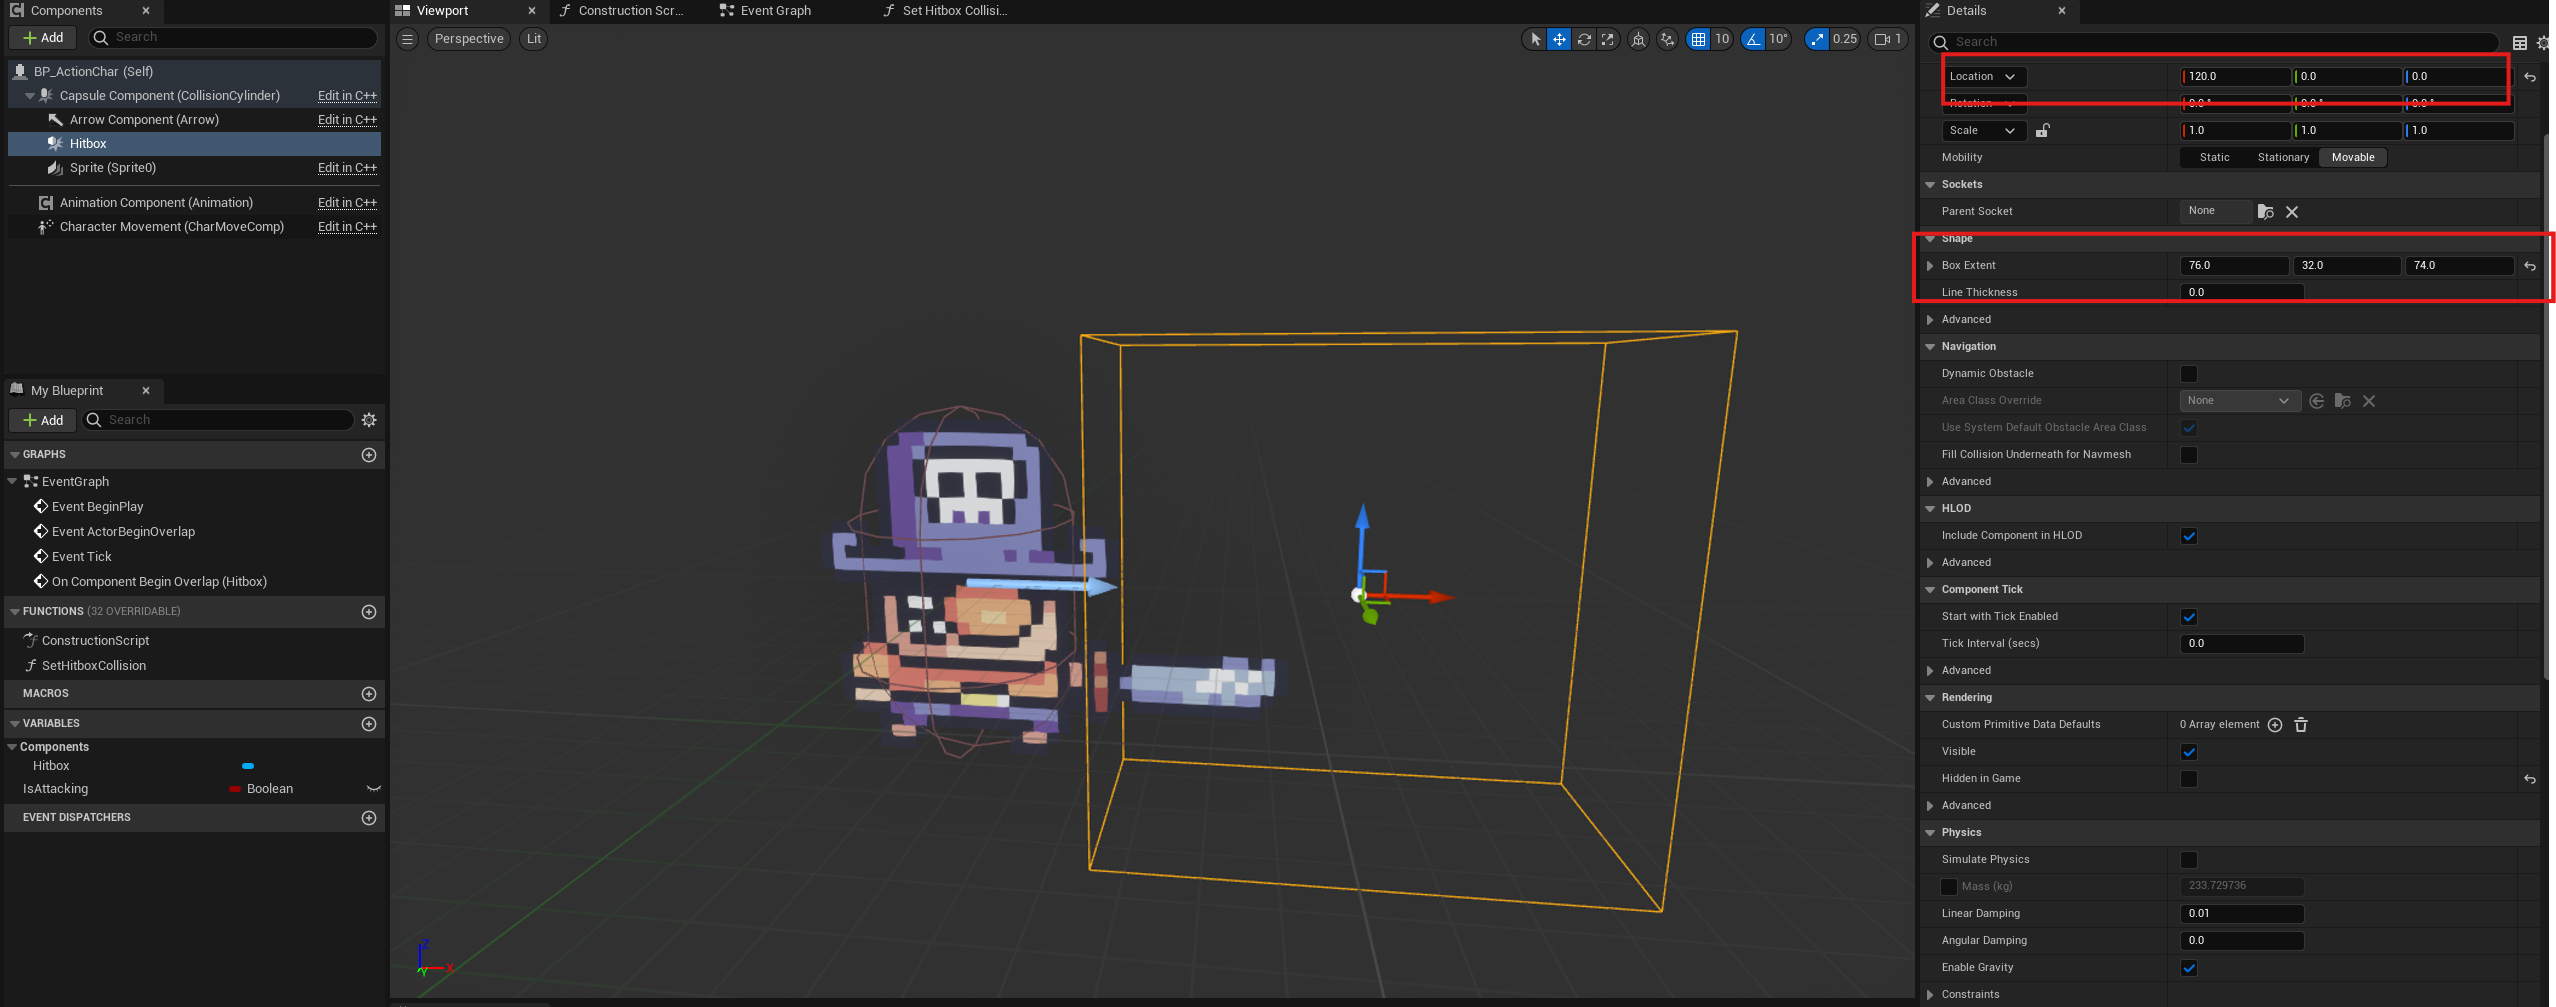 Components
Add
Search
BP_ActionChar (Self)
Capsule Component (CollisionCylinder) Edit in C++
Arrow Component (Arrow) Edit in C++
Hitbox
Sprite (Sprite0) Edit in C++
Animation Component (Animation) Edit in C++
Character Movement (CharMoveComp) Edit in C++
My Blueprint
Add
Search
GRAPHS
EventGraph
Event BeginPlay
Event ActorBeginOverlap
Event Tick
On Component Begin Overlap (Hitbox)
FUNCTIONS (32 OVERRIDABLE)
ConstructionScript
SetHitboxCollision
MACROS
VARIABLES
Components
Hitbox
IsAttacking Boolean
EVENT DISPATCHERS
Viewport
Construction Scr...
Event Graph
Set Hitbox Collisi...
Perspective
Lit
10
10°
0.25
1
Z
Y
X
Details
Search
Location 120.0 0.0 0.0
Rotation 0.0 ° 0.0 ° 0.0 °
Scale 1.0 1.0 1.0
Mobility Static Stationary Movable
Sockets
Parent Socket None
Shape
Box Extent 76.0 32.0 74.0
Line Thickness 0.0
Advanced
Navigation
Dynamic Obstacle
Area Class Override None
Use System Default Obstacle Area Class
Fill Collision Underneath for Navmesh
Advanced
HLOD
Include Component in HLOD
Advanced
Component Tick
Start with Tick Enabled
Tick Interval (secs) 0.0
Advanced
Rendering
Custom Primitive Data Defaults 0 Array element
Visible
Hidden in Game
Advanced
Physics
Simulate Physics
Mass (kg) 233.729736
Linear Damping 0.01
Angular Damping 0.0
Enable Gravity
Constraints